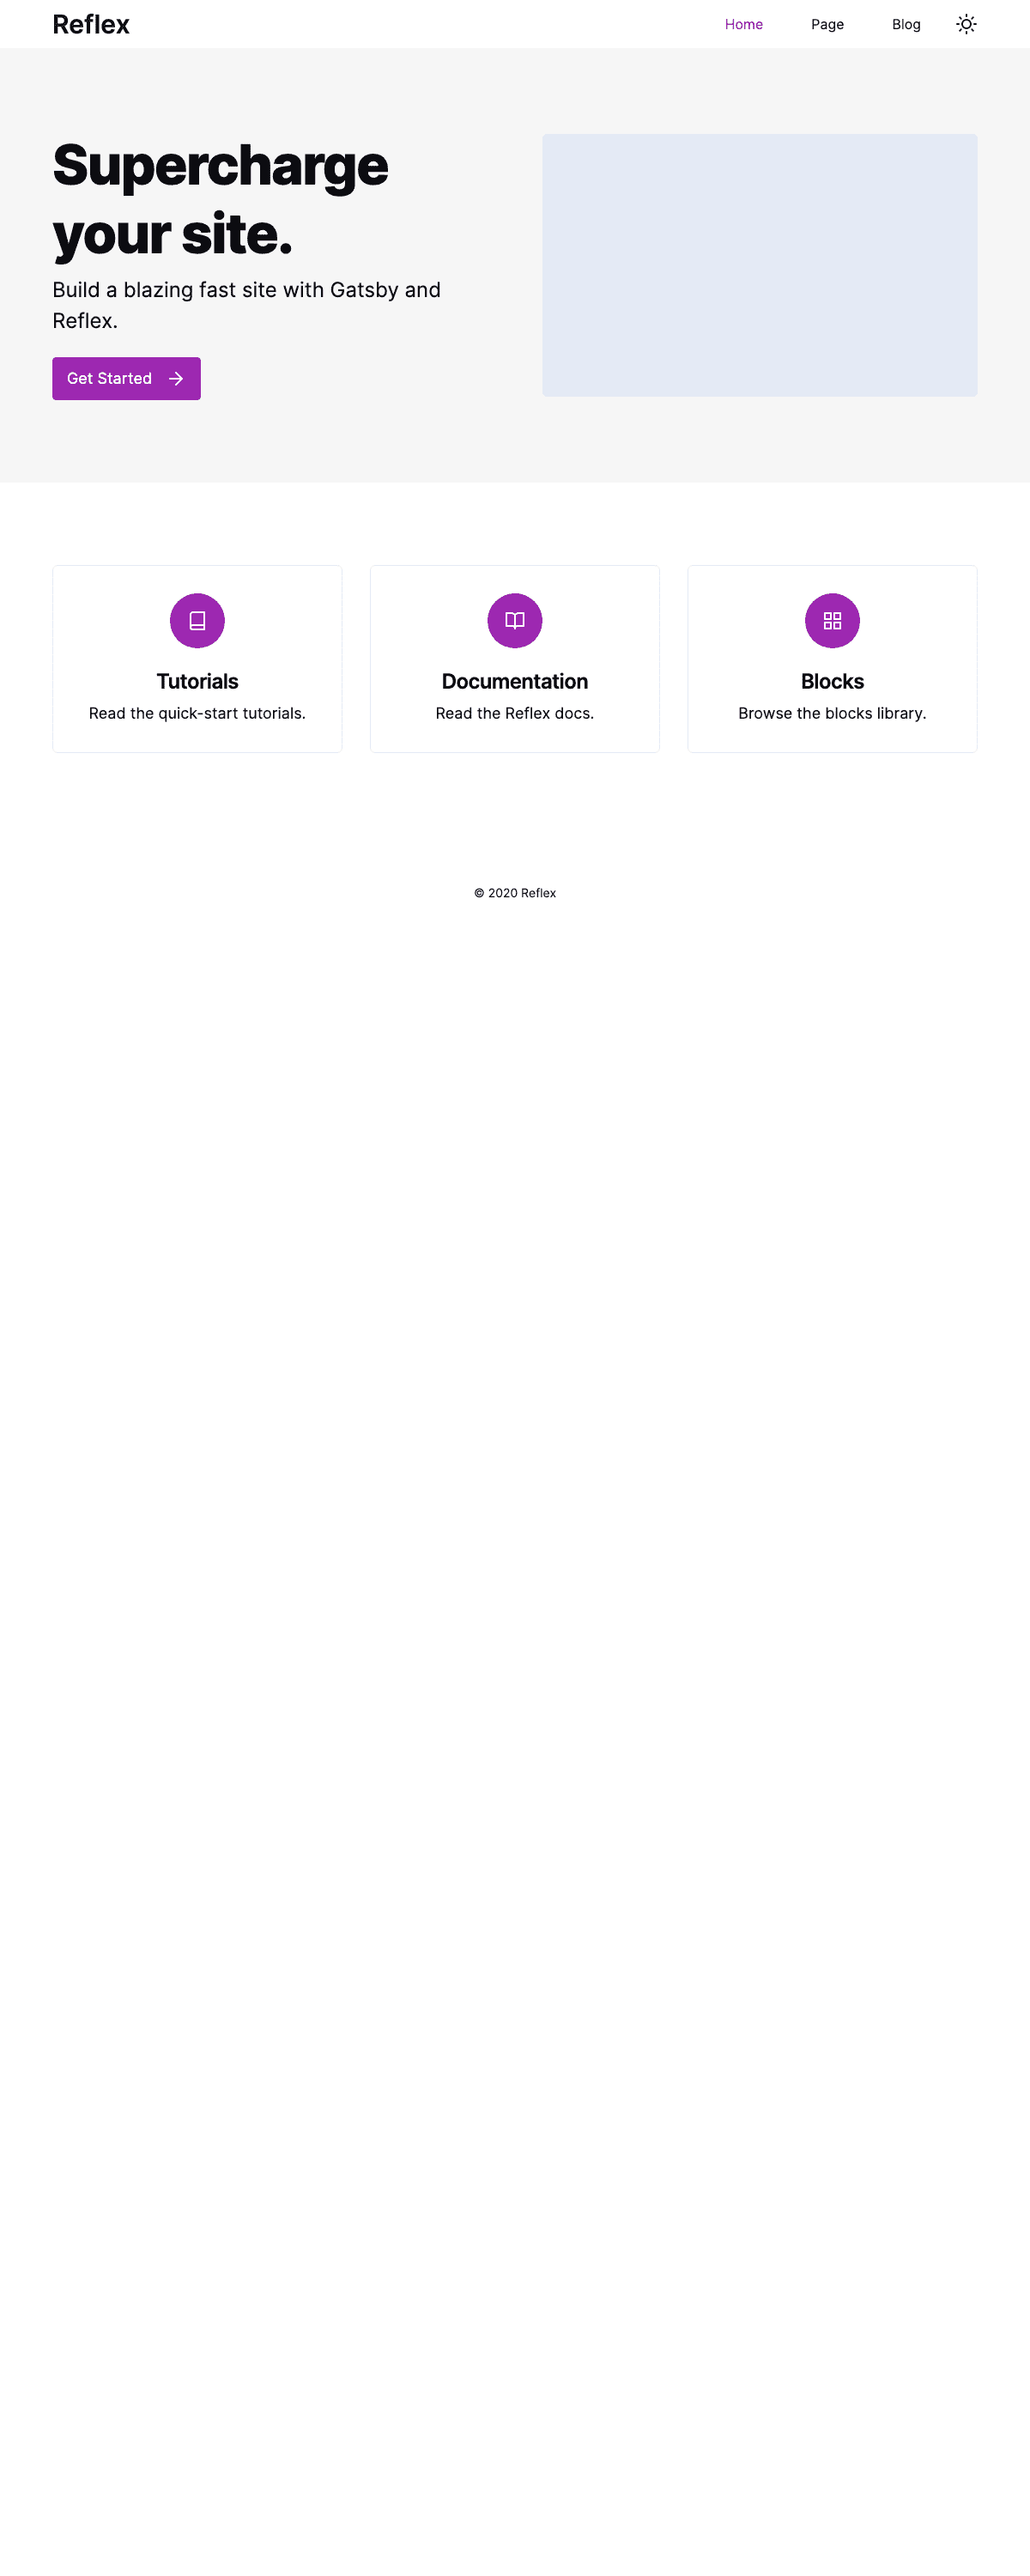 Reflex
Home
Page
Blog
Supercharge
your site.
Build a blazing fast site with Gatsby and
Reflex.
Get Started
Tutorials
Read the quick-start tutorials.
Documentation
Read the Reflex docs.
Blocks
Browse the blocks library.
© 2020 Reflex